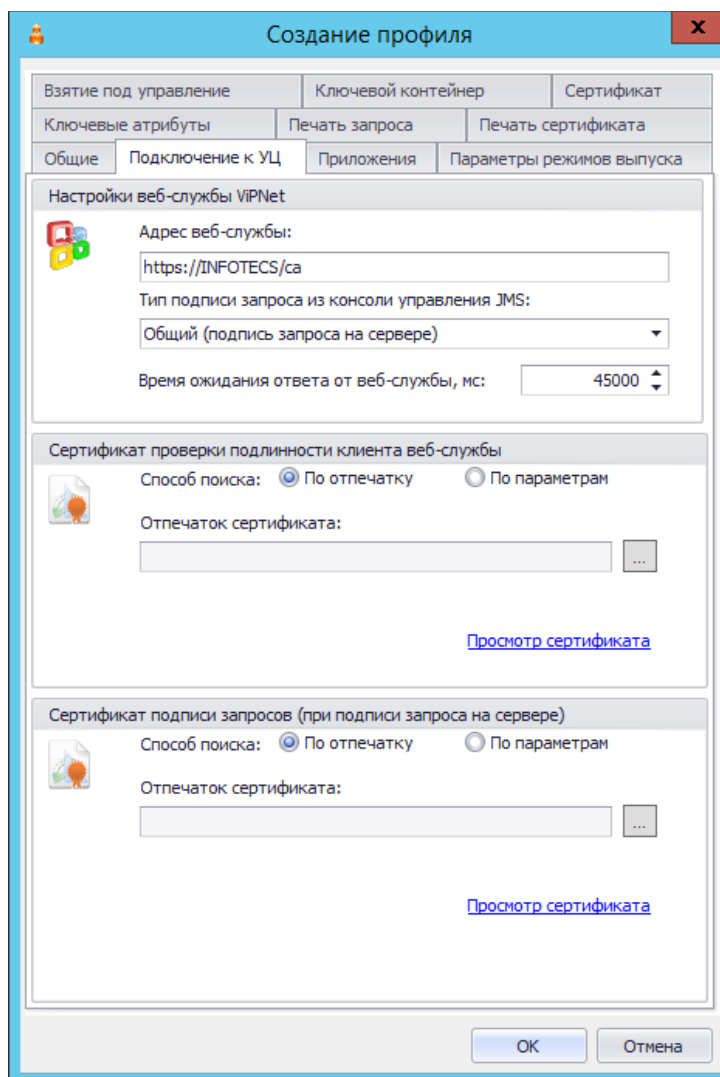 Создание профиля
x
Взятие под управление Ключевой контейнер Сертификат
Ключевые атрибуты Печать запроса Печать сертификата
Общие Подключение к УЦ Приложения Параметры режимов выпуска
Настройки веб-службы ViPNet
Адрес веб-службы:
https://INFOTECS/ca
Тип подписи запроса из консоли управления JMS:
Общий (подпись запроса на сервере)
Время ожидания ответа от веб-службы, мс: 45000
Сертификат проверки подлинности клиента веб-службы
Способ поиска: По отпечатку По параметрам
Отпечаток сертификата:
...
Просмотр сертификата
Сертификат подписи запросов (при подписи запроса на сервере)
Способ поиска: По отпечатку По параметрам
Отпечаток сертификата:
...
Просмотр сертификата
ОК Отмена